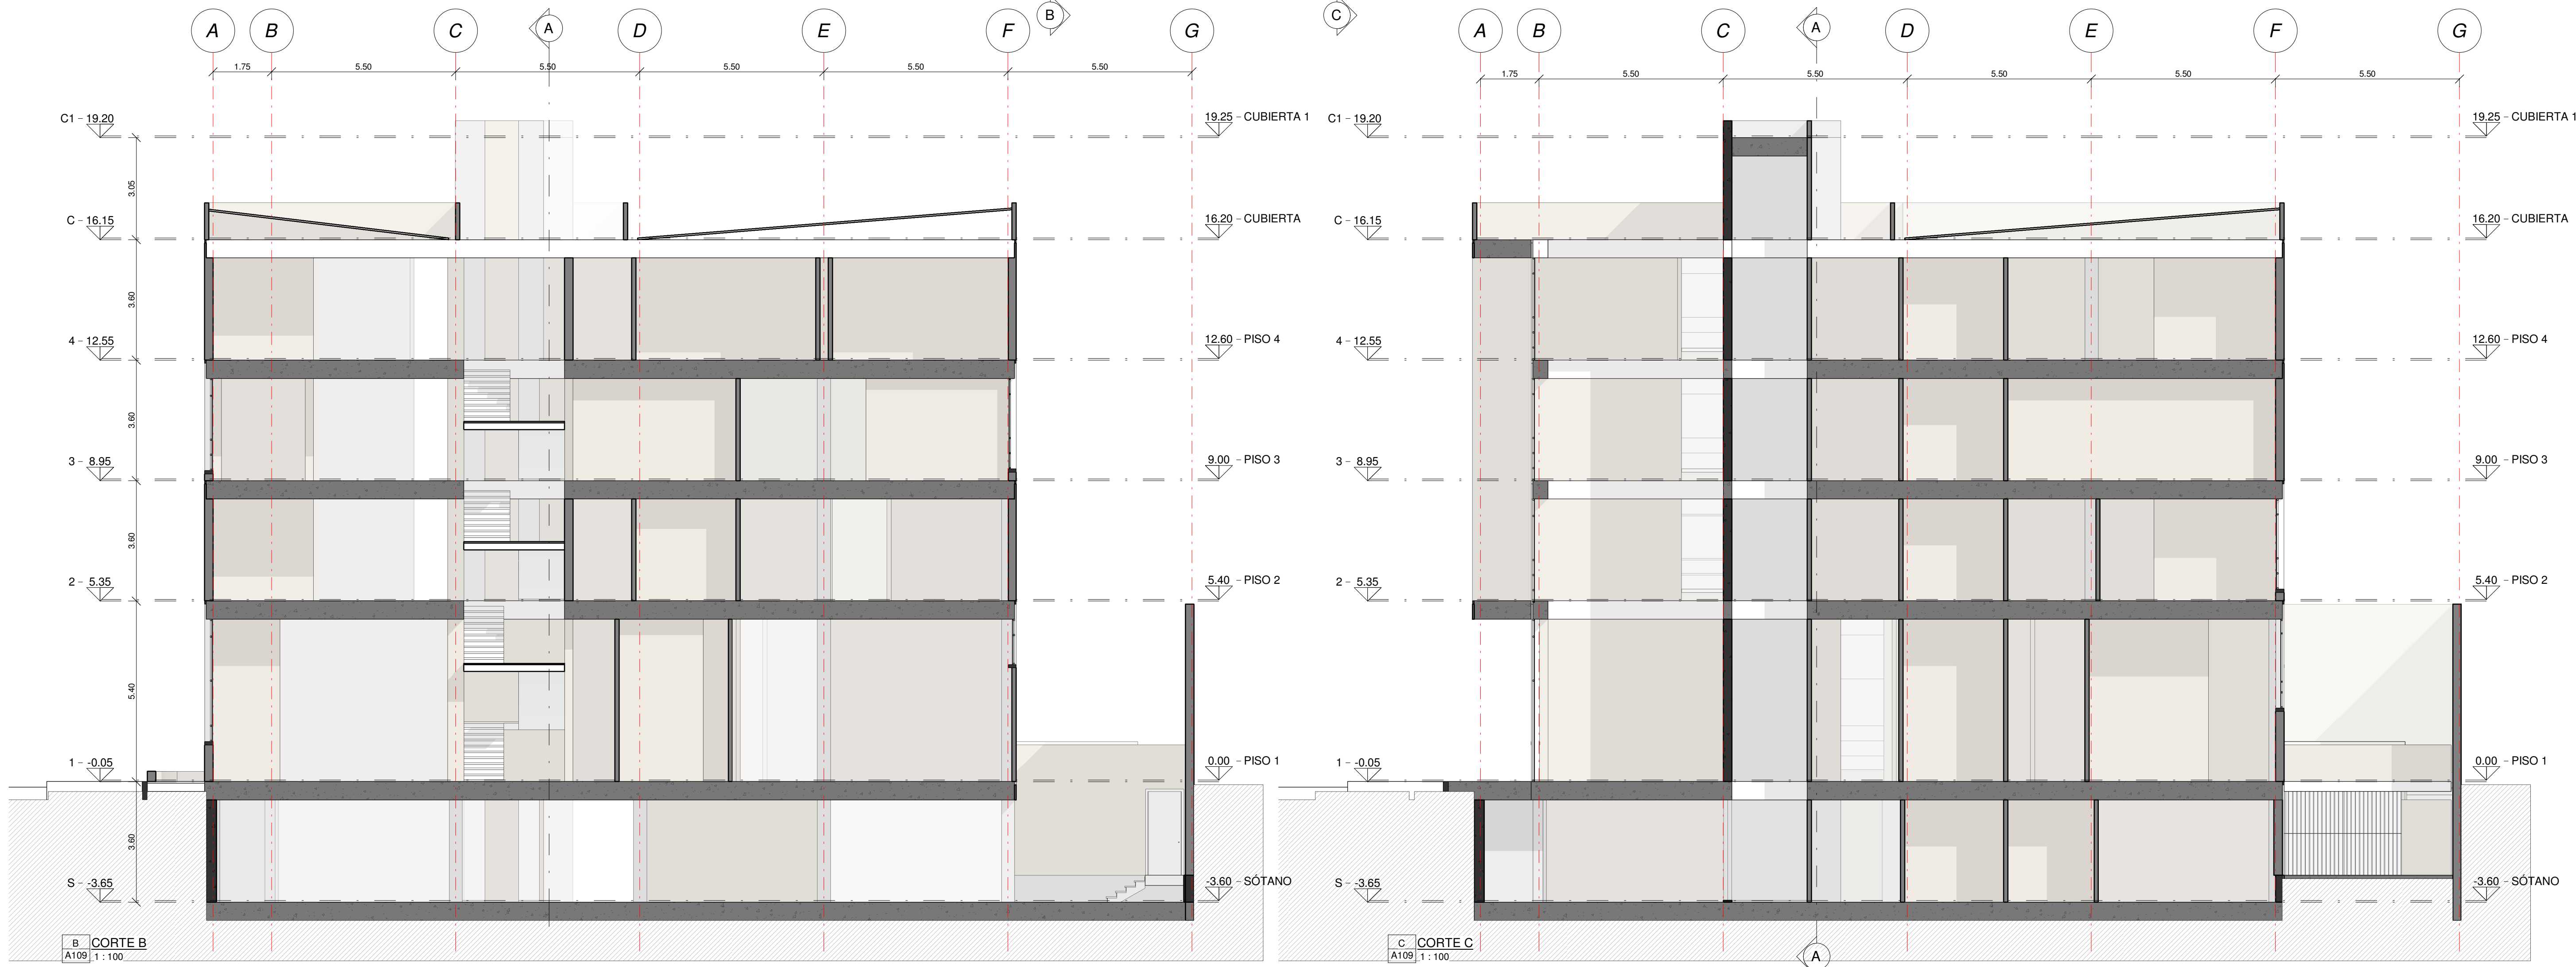 A B C A D E F B G
1.75 5.50 5.50 5.50 5.50 5.50
C1 - 19.20
19.25 - CUBIERTA 1
3.05
C - 16.15
16.20 - CUBIERTA
3.60
4 - 12.55
12.60 - PISO 4
3.60
3 - 8.95
9.00 - PISO 3
3.60
2 - 5.35
5.40 - PISO 2
5.40
1 - -0.05
0.00 - PISO 1
3.60
S - -3.65
-3.60 - SÓTANO
B CORTE B
A109 1 : 100
C A B C A D E F G
1.75 5.50 5.50 5.50 5.50 5.50
C1 - 19.20
19.25 - CUBIERTA 1
C - 16.15
16.20 - CUBIERTA
4 - 12.55
12.60 - PISO 4
3 - 8.95
9.00 - PISO 3
2 - 5.35
5.40 - PISO 2
1 - -0.05
0.00 - PISO 1
S - -3.65
-3.60 - SÓTANO
C CORTE C
A109 1 : 100
A